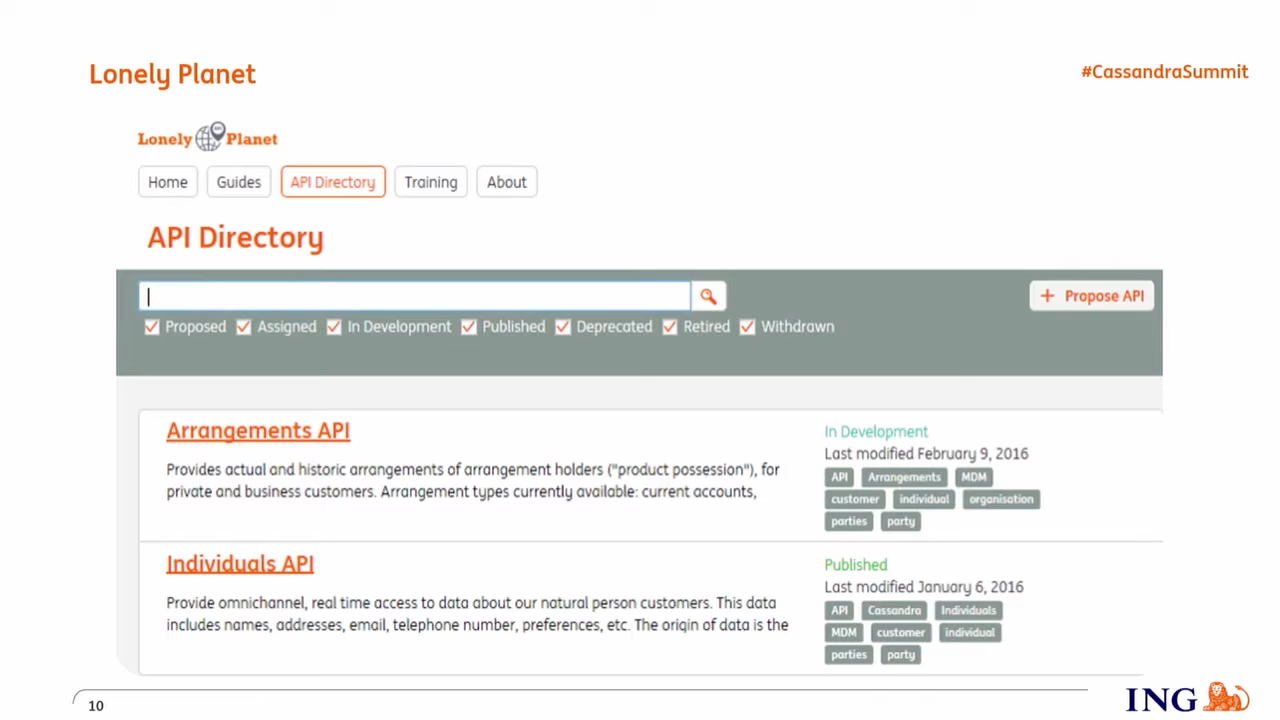 Lonely Planet
#CassandraSummit
Lonely Planet
Home Guides API Directory Training About
API Directory
+ Propose API
Proposed Assigned In Development Published Deprecated Retired Withdrawn
Arrangements API
Provides actual and historic arrangements of arrangement holders ("product possession"), for
private and business customers. Arrangement types currently available: current accounts,
In Development
Last modified February 9, 2016
API Arrangements MDM
customer individual organisation
parties party
Individuals API
Provide omnichannel, real time access to data about our natural person customers. This data
includes names, addresses, email, telephone number, preferences, etc. The origin of data is the
Published
Last modified January 6, 2016
API Cassandra Individuals
MDM customer individual
parties party
10
ING